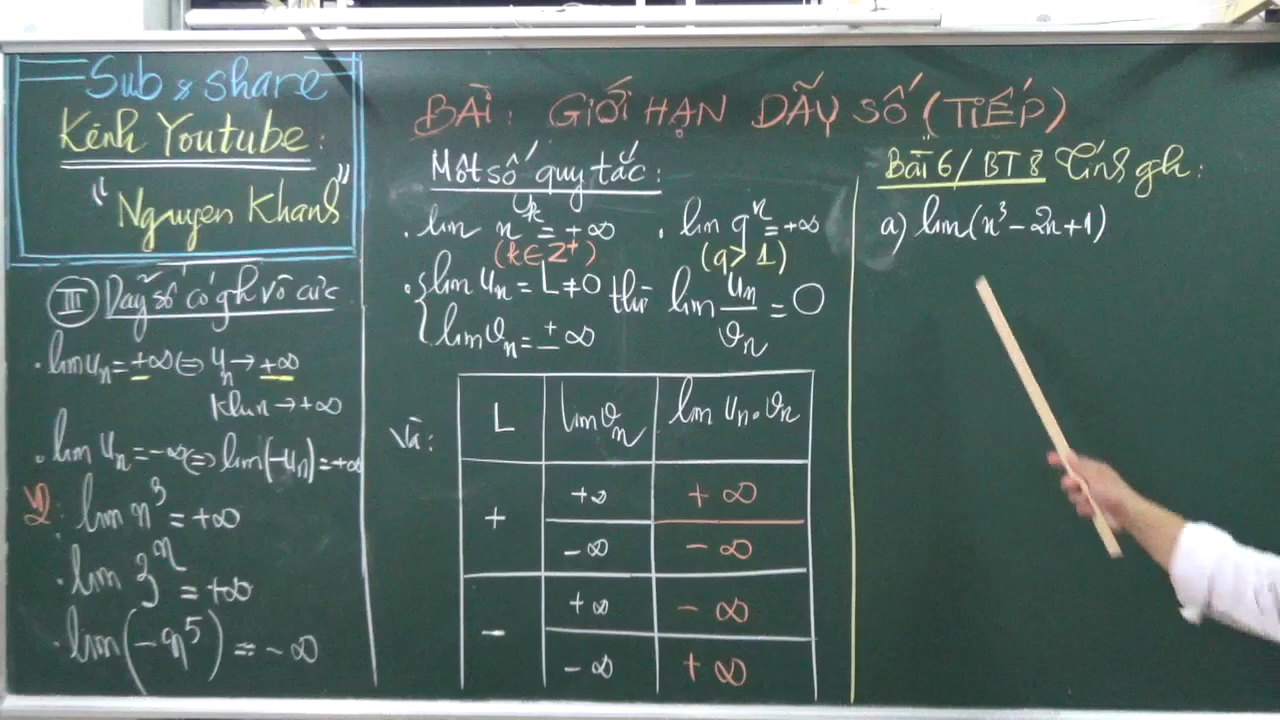 Sub & share
Kênh Youtube:
"Nguyen Khanh"
III Dãy số có gh vô cực
. lim uₙ = +∞ ⇔ uₙ → +∞
khi n → +∞
. lim uₙ = -∞ ⇔ lim(-uₙ) = +∞
VD: lim n³ = +∞
. lim 3ⁿ = +∞
. lim(-n⁵) = -∞
BÀI: GIỚI HẠN DÃY SỐ (TIẾP)
Một số quy tắc:
. lim nᵏ = +∞ . lim qⁿ = +∞
(k∈Z⁺) (q > 1)
. { lim uₙ = L ≠ 0 thì lim uₙ/vₙ = 0
lim vₙ = ±∞
Và:
L lim vₙ lim uₙ.vₙ
+ +∞ +∞
-∞ -∞
- +∞ -∞
-∞ +∞
Bài 6/ BT 8 Tính gh:
a) lim(n³ - 2n + 1)